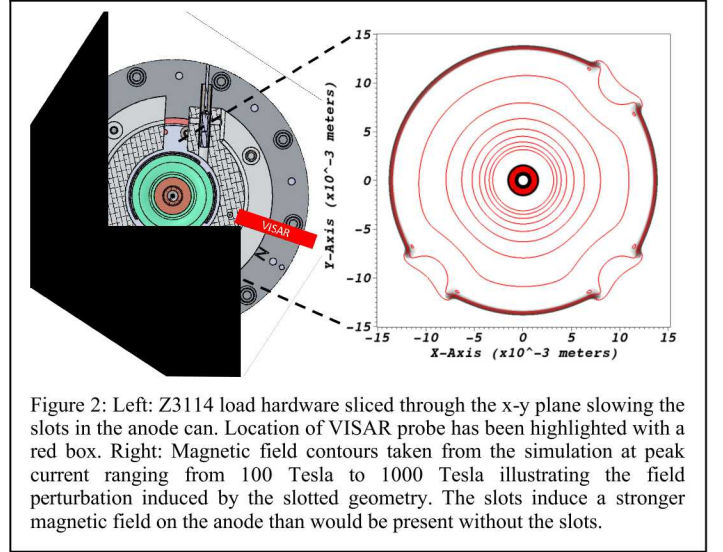 VISAR
N
15
10
5
0
-5
-10
-15
Y-Axis (x10^-3 meters)
-15 -10 -5 0 5 10 15
X-Axis (x10^-3 meters)
Figure 2: Left: Z3114 load hardware sliced through the x-y plane slowing the
slots in the anode can. Location of VISAR probe has been highlighted with a
red box. Right: Magnetic field contours taken from the simulation at peak
current ranging from 100 Tesla to 1000 Tesla illustrating the field
perturbation induced by the slotted geometry. The slots induce a stronger
magnetic field on the anode than would be present without the slots.